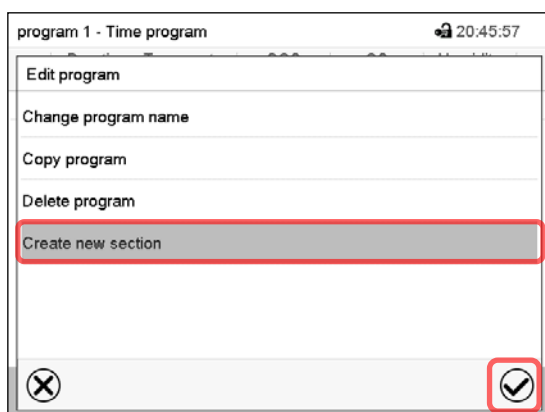 program 1 - Time program 20:45:57
Edit program
Change program name
Copy program
Delete program
Create new section